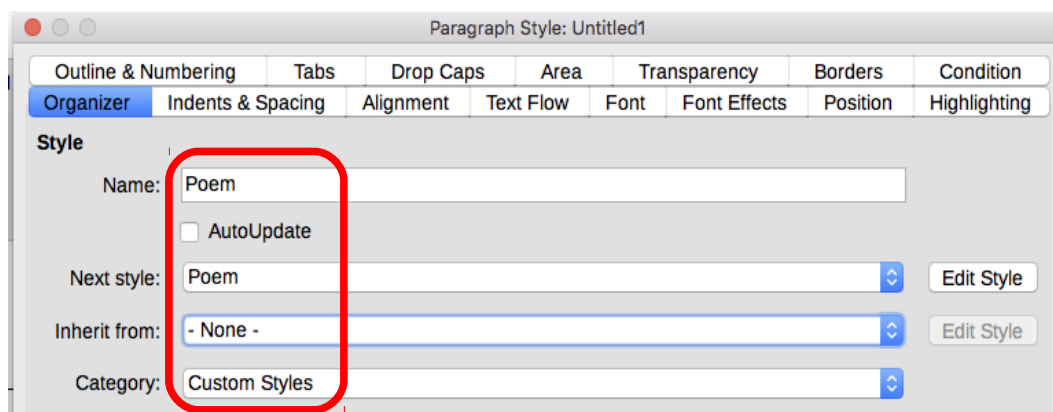 Paragraph Style: Untitled1
Outline & Numbering Tabs Drop Caps Area Transparency Borders Condition
Organizer Indents & Spacing Alignment Text Flow Font Font Effects Position Highlighting
Style
Name: Poem
AutoUpdate
Next style: Poem Edit Style
Inherit from: - None - Edit Style
Category: Custom Styles